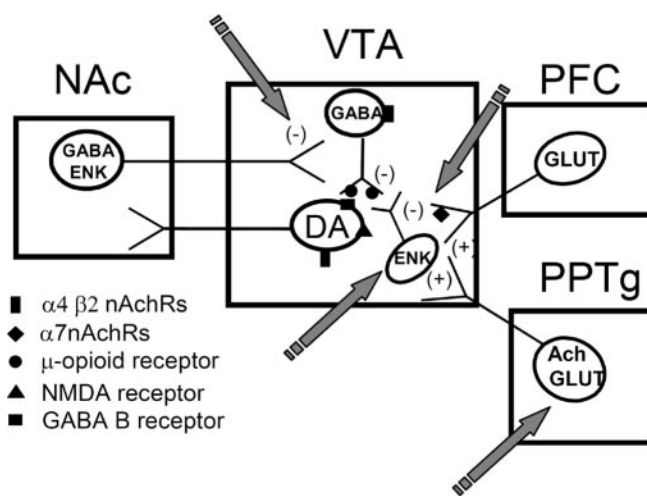 VTA
NAc
PFC
(-)
GABA
GABA
ENK
GLUT
(-)
(-)
DA
(+)
ENK
(+)
PPTg
α4 β2 nAchRs
α7nAchRs
μ-opioid receptor
NMDA receptor
GABA B receptor
Ach
GLUT